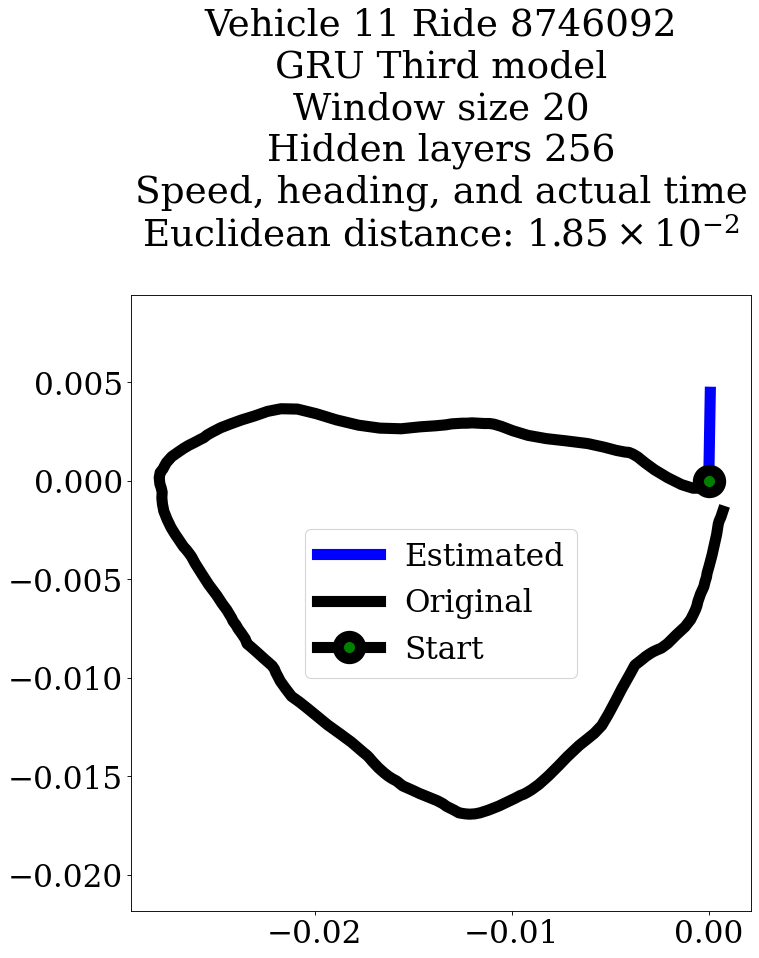 Vehicle 11 Ride 8746092
GRU Third model
Window size 20
Hidden layers 256
Speed, heading, and actual time
Euclidean distance: 1.85 × 10⁻²
0.005
0.000
−0.005
−0.010
−0.015
−0.020
Estimated
Original
Start
−0.02
−0.01
0.00